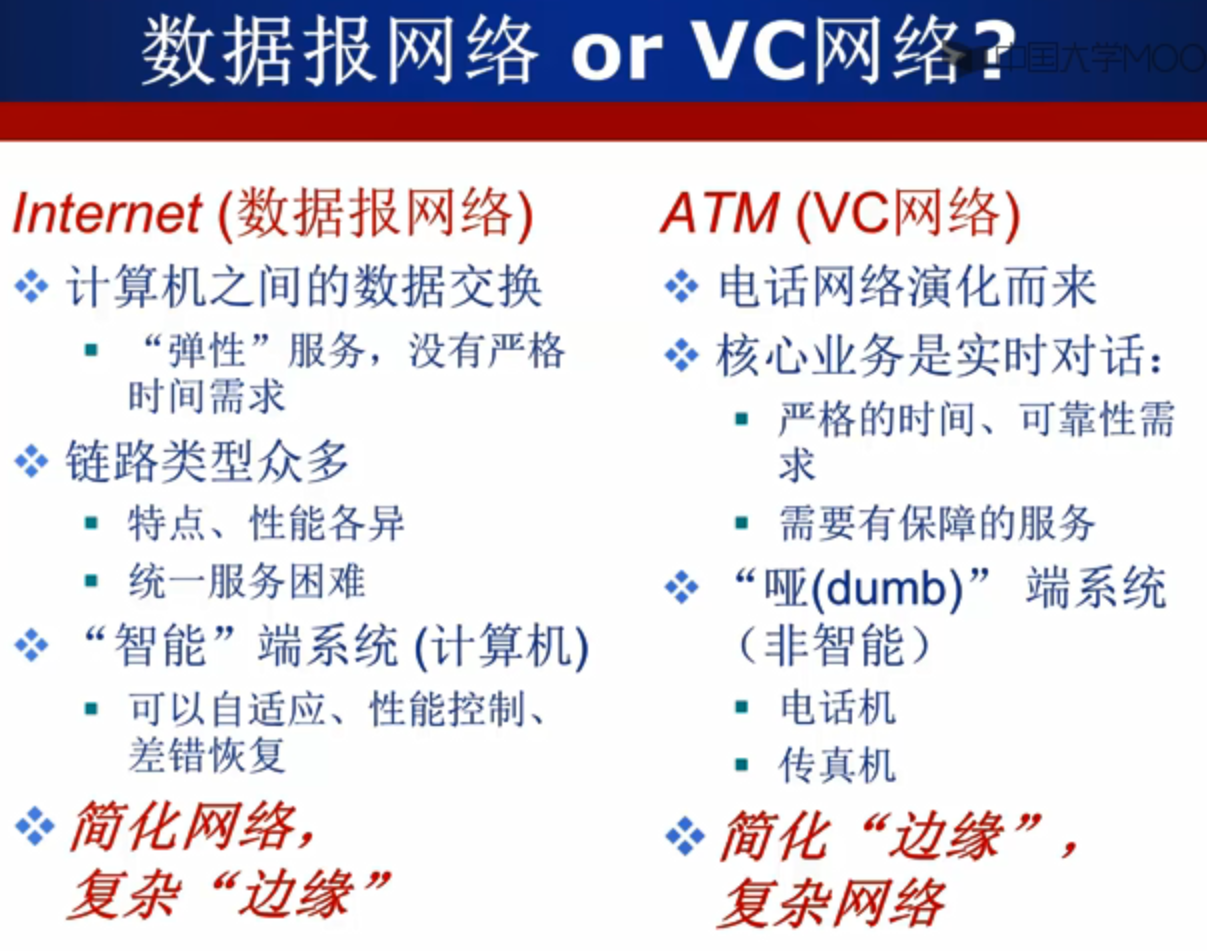 数据报网络 or VC网络?
中国大学MOO
Internet (数据报网络)
计算机之间的数据交换
“弹性”服务，没有严格
时间需求
链路类型众多
特点、性能各异
统一服务困难
“智能”端系统 (计算机)
可以自适应、性能控制、
差错恢复
简化网络，
复杂“边缘”
ATM (VC网络)
电话网络演化而来
核心业务是实时对话：
严格的时间、可靠性需
求
需要有保障的服务
“哑(dumb)” 端系统
（非智能）
电话机
传真机
简化“边缘”，
复杂网络